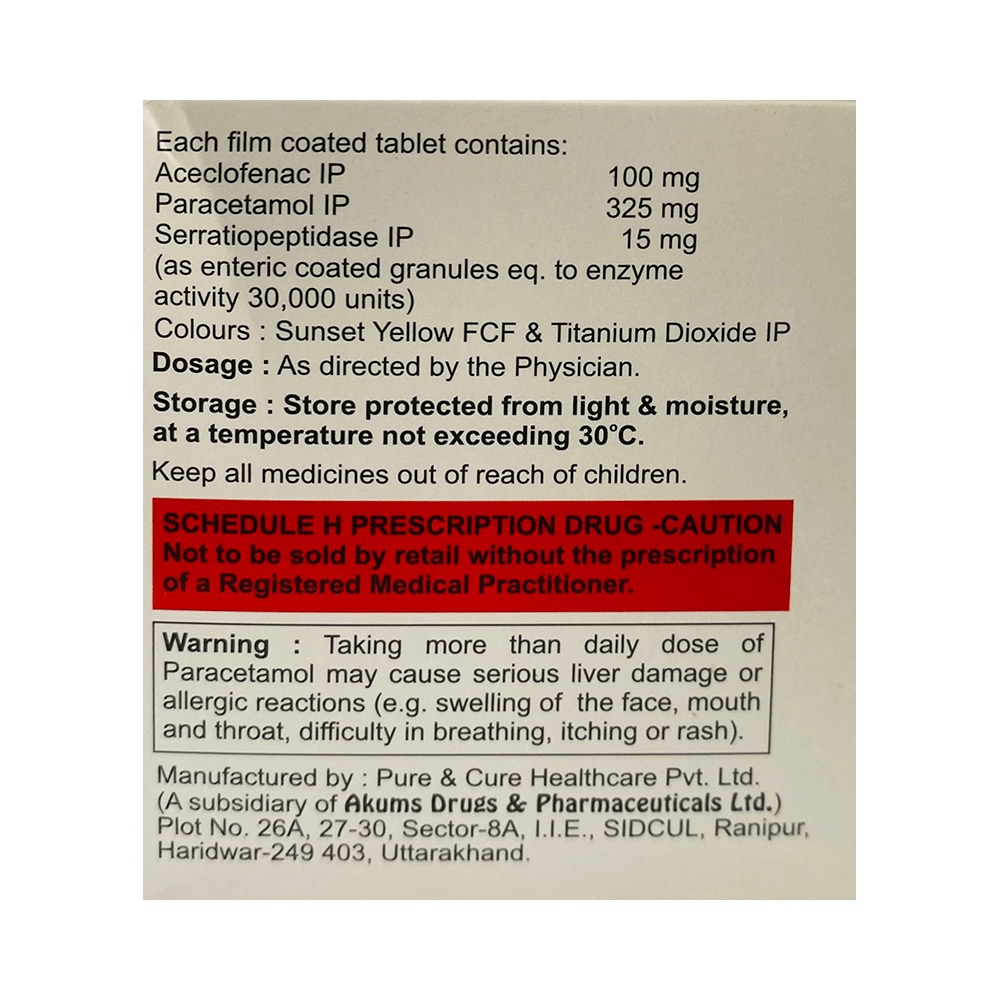 Each film coated tablet contains:
Aceclofenac IP 100 mg
Paracetamol IP 325 mg
Serratiopeptidase IP 15 mg
(as enteric coated granules eq. to enzyme
activity 30,000 units)
Colours : Sunset Yellow FCF & Titanium Dioxide IP
Dosage : As directed by the Physician.
Storage : Store protected from light & moisture,
at a temperature not exceeding 30°C.
Keep all medicines out of reach of children.
SCHEDULE H PRESCRIPTION DRUG -CAUTION
Not to be sold by retail without the prescription
of a Registered Medical Practitioner.
Warning : Taking more than daily dose of
Paracetamol may cause serious liver damage or
allergic reactions (e.g. swelling of the face, mouth
and throat, difficulty in breathing, itching or rash).
Manufactured by : Pure & Cure Healthcare Pvt. Ltd.
(A subsidiary of Akums Drugs & Pharmaceuticals Ltd.)
Plot No. 26A, 27-30, Sector-8A, I.I.E., SIDCUL, Ranipur,
Haridwar-249 403, Uttarakhand.